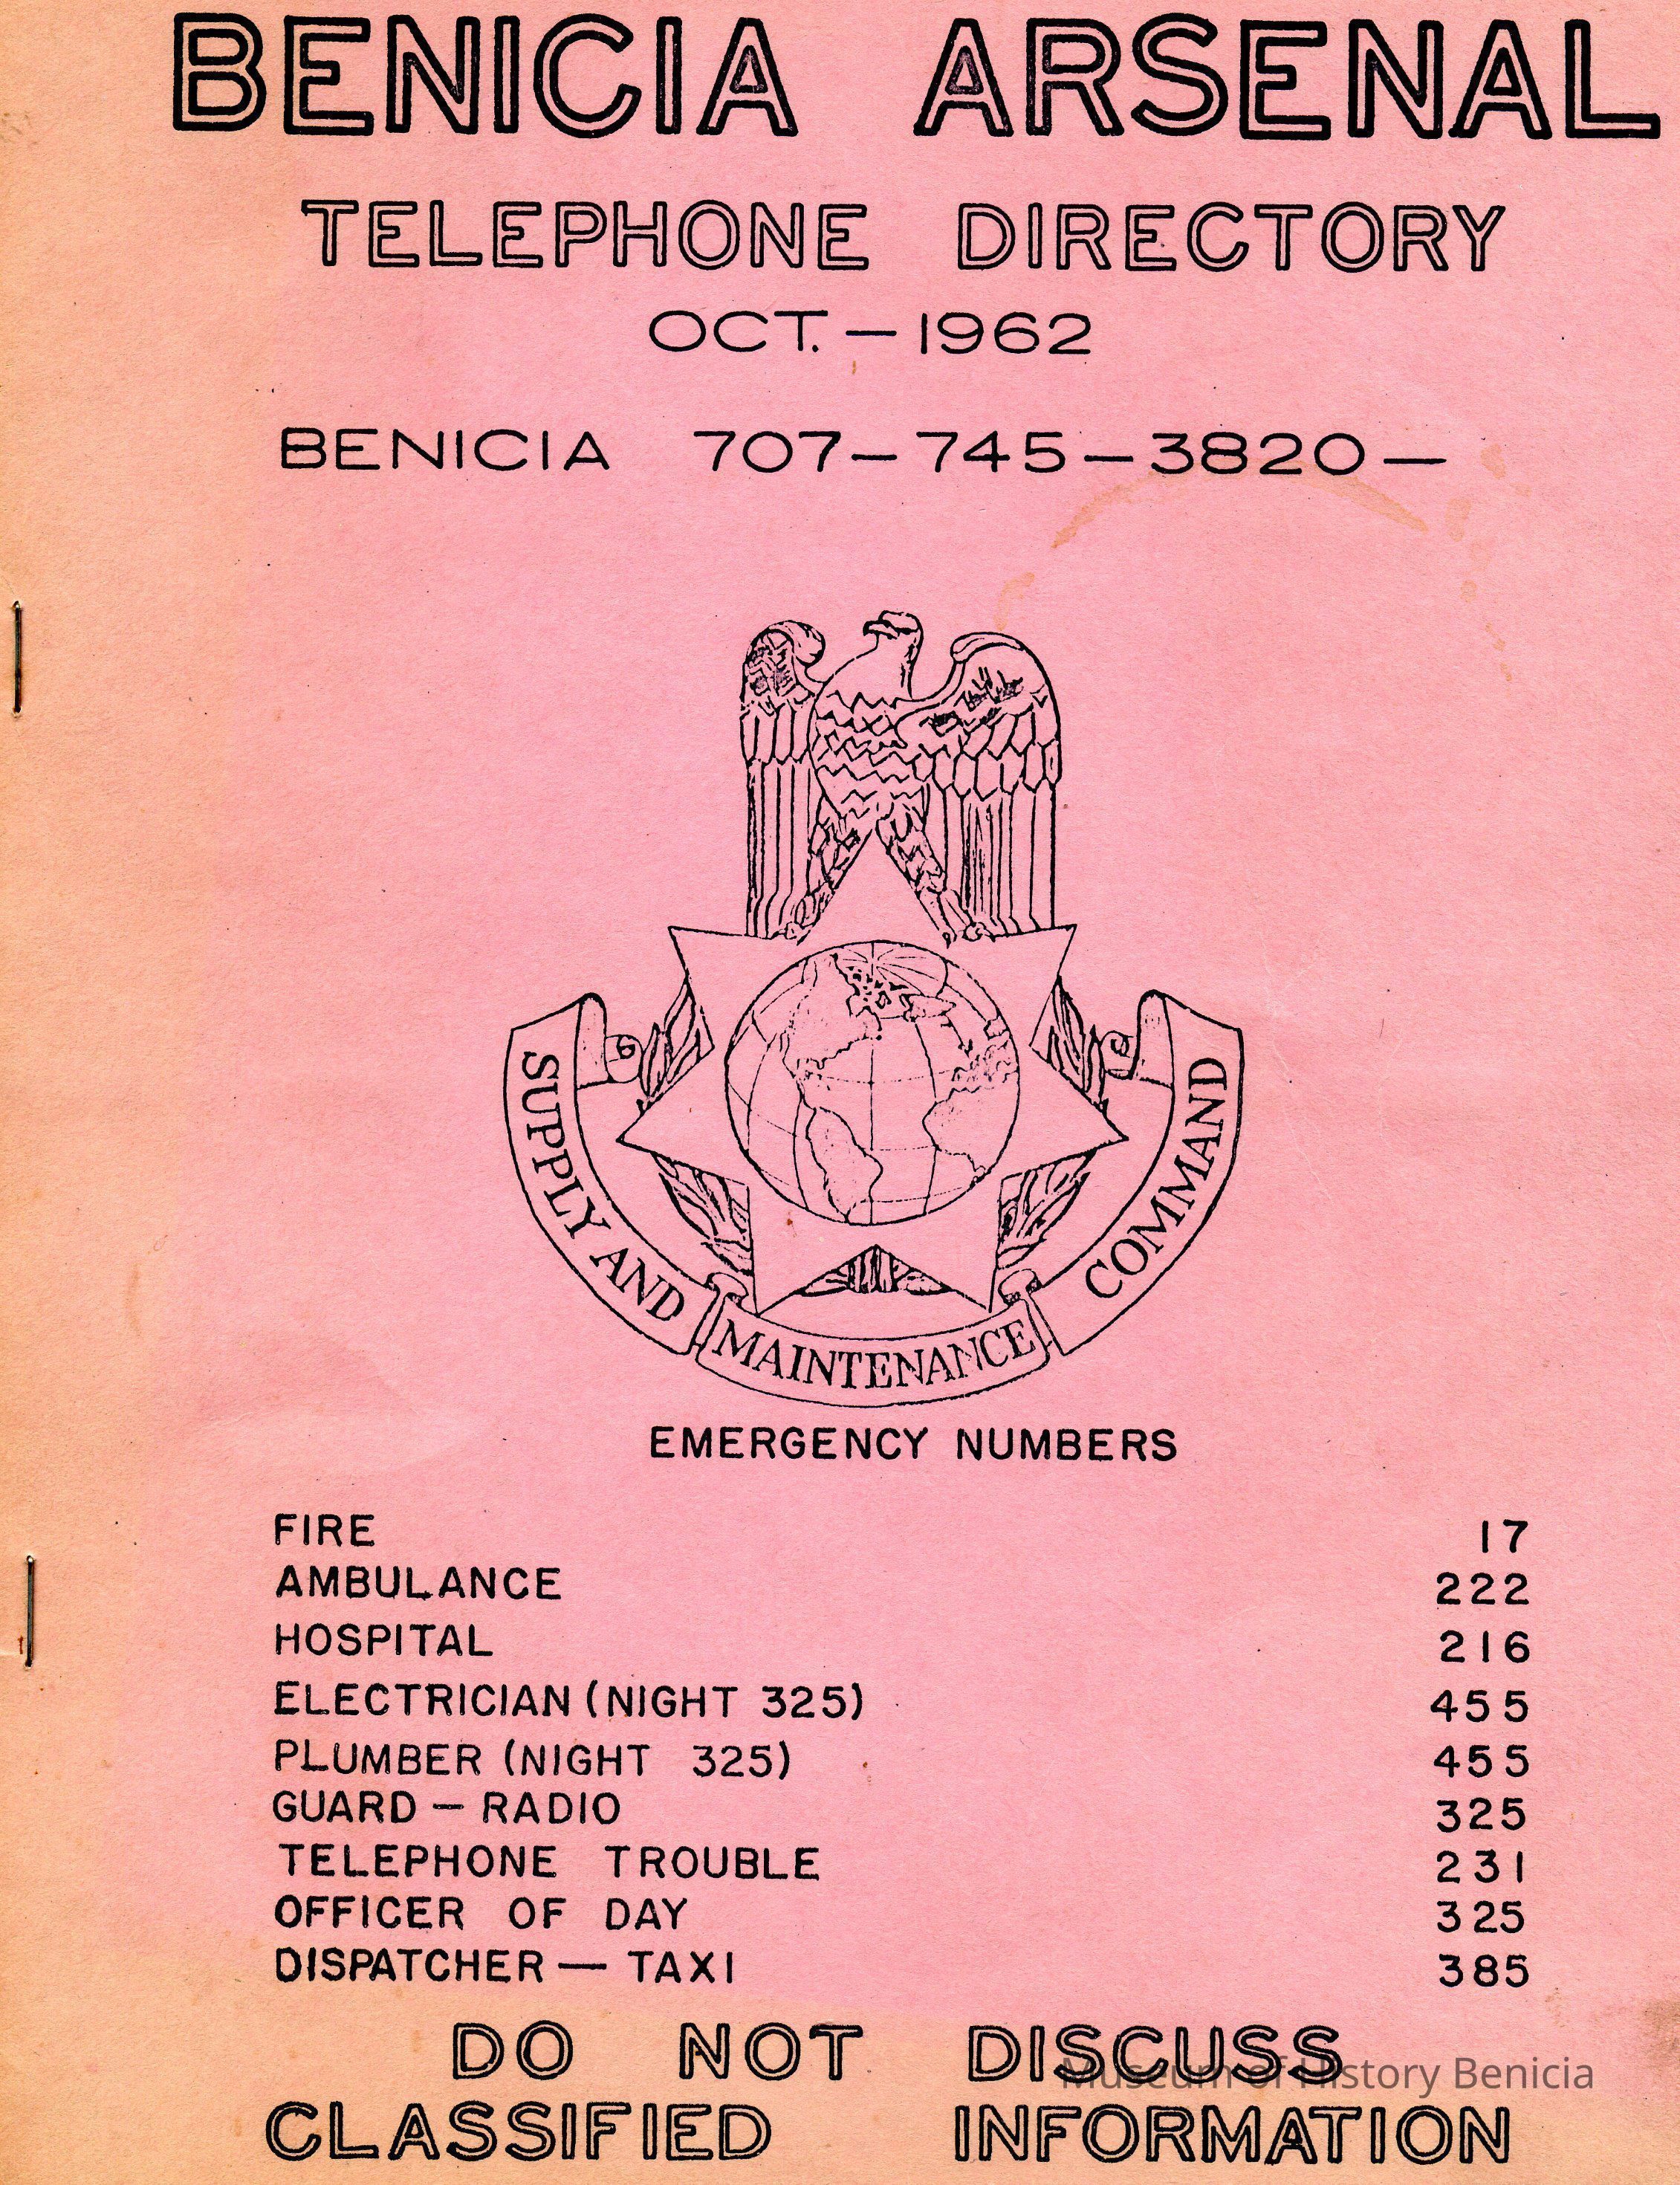 BENICIA ARSENAL
TELEPHONE DIRECTORY
OCT. — 1962
BENICIA 707 — 745 — 3820 —
SUPPLY AND
MAINTENANCE
COMMAND
EMERGENCY NUMBERS
FIRE 17
AMBULANCE 222
HOSPITAL 216
ELECTRICIAN (NIGHT 325) 455
PLUMBER (NIGHT 325) 455
GUARD — RADIO 325
TELEPHONE TROUBLE 231
OFFICER OF DAY 325
DISPATCHER — TAXI 385
DO NOT DISCUSS
Museum of History Benicia
CLASSIFIED INFORMATION